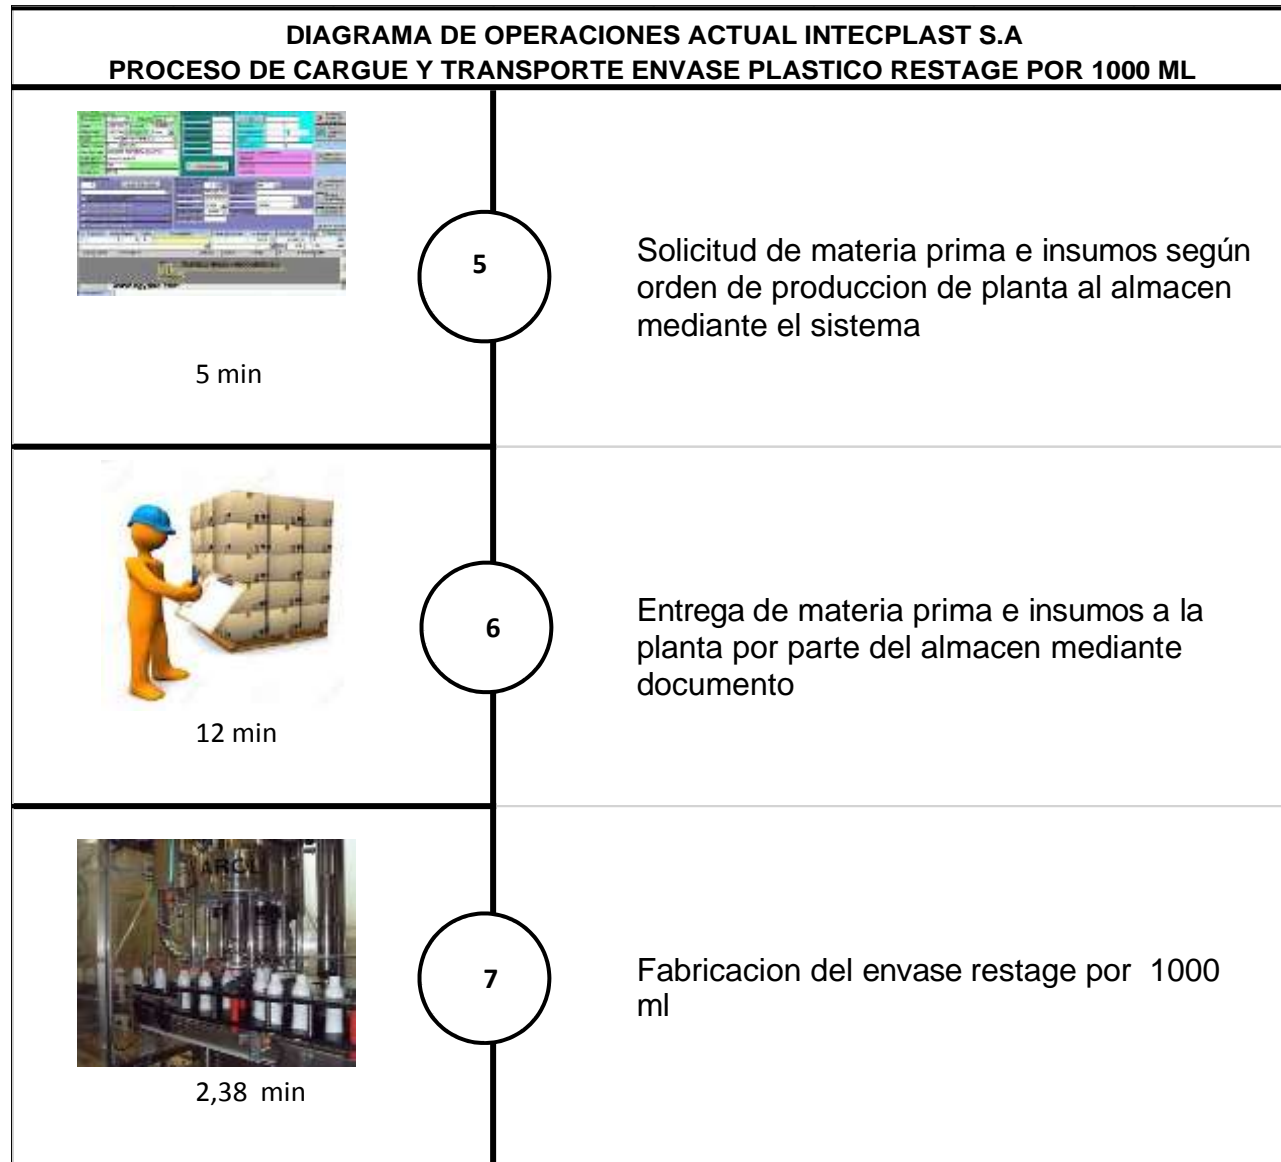 DIAGRAMA DE OPERACIONES ACTUAL INTECPLAST S.A
PROCESO DE CARGUE Y TRANSPORTE ENVASE PLASTICO RESTAGE POR 1000 ML
5
Solicitud de materia prima e insumos según
orden de produccion de planta al almacen
mediante el sistema
5 min
6
Entrega de materia prima e insumos a la
planta por parte del almacen mediante
documento
12 min
7
Fabricacion del envase restage por 1000
ml
2,38 min